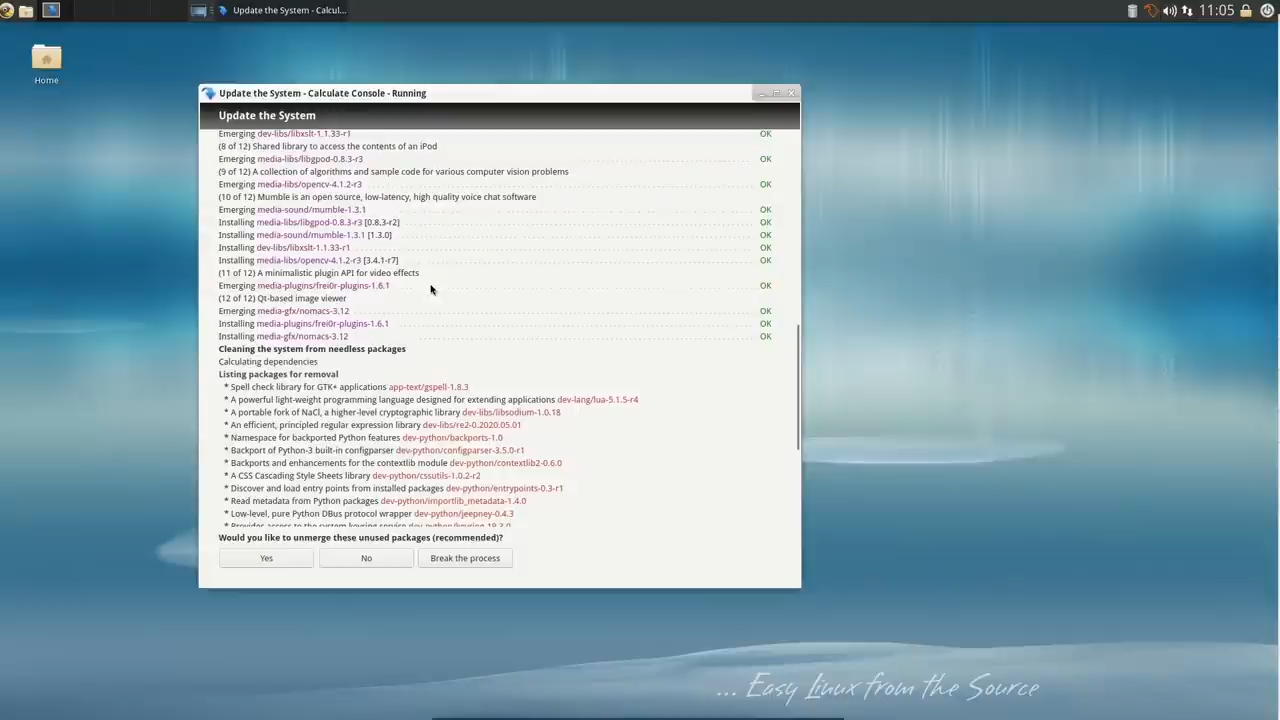 Update the System - Calcul...
11:05
Home
Update the System - Calculate Console - Running
Update the System
Emerging dev-libs/libxslt-1.1.33-r1 OK
(8 of 12) Shared library to access the contents of an iPod
Emerging media-libs/libgpod-0.8.3-r3 OK
(9 of 12) A collection of algorithms and sample code for various computer vision problems
Emerging media-libs/opencv-4.1.2-r3 OK
(10 of 12) Mumble is an open source, low-latency, high quality voice chat software
Emerging media-sound/mumble-1.3.1 OK
Installing media-libs/libgpod-0.8.3-r3 [0.8.3-r2] OK
Installing media-sound/mumble-1.3.1 [1.3.0] OK
Installing dev-libs/libxslt-1.1.33-r1 OK
Installing media-libs/opencv-4.1.2-r3 [3.4.1-r7] OK
(11 of 12) A minimalistic plugin API for video effects
Emerging media-plugins/frei0r-plugins-1.6.1 OK
(12 of 12) Qt-based image viewer
Emerging media-gfx/nomacs-3.12 OK
Installing media-plugins/frei0r-plugins-1.6.1 OK
Installing media-gfx/nomacs-3.12 OK
Cleaning the system from needless packages
Calculating dependencies
Listing packages for removal
* Spell check library for GTK+ applications app-text/gspell-1.8.3
* A powerful light-weight programming language designed for extending applications dev-lang/lua-5.1.5-r4
* A portable fork of NaCl, a higher-level cryptographic library dev-libs/libsodium-1.0.18
* An efficient, principled regular expression library dev-libs/re2-0.2020.05.01
* Namespace for backported Python features dev-python/backports-1.0
* Backport of Python-3 built-in configparser dev-python/configparser-3.5.0-r1
* Backports and enhancements for the contextlib module dev-python/contextlib2-0.6.0
* A CSS Cascading Style Sheets library dev-python/cssutils-1.0.2-r2
* Discover and load entry points from installed packages dev-python/entrypoints-0.3-r1
* Read metadata from Python packages dev-python/importlib_metadata-1.4.0
* Low-level, pure Python DBus protocol wrapper dev-python/jeepney-0.4.3
* Provides access to the system keyring service dev-python/keyring-19.3.0
Would you like to unmerge these unused packages (recommended)?
Yes
No
Break the process
... Easy Linux from the Source